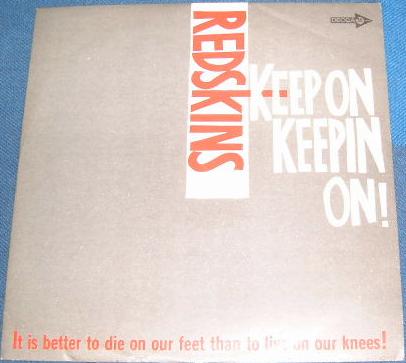 DECCA
REDSKINS
KEEP ON
KEEPIN
ON!
It is better to die on our feet than to live on our knees!